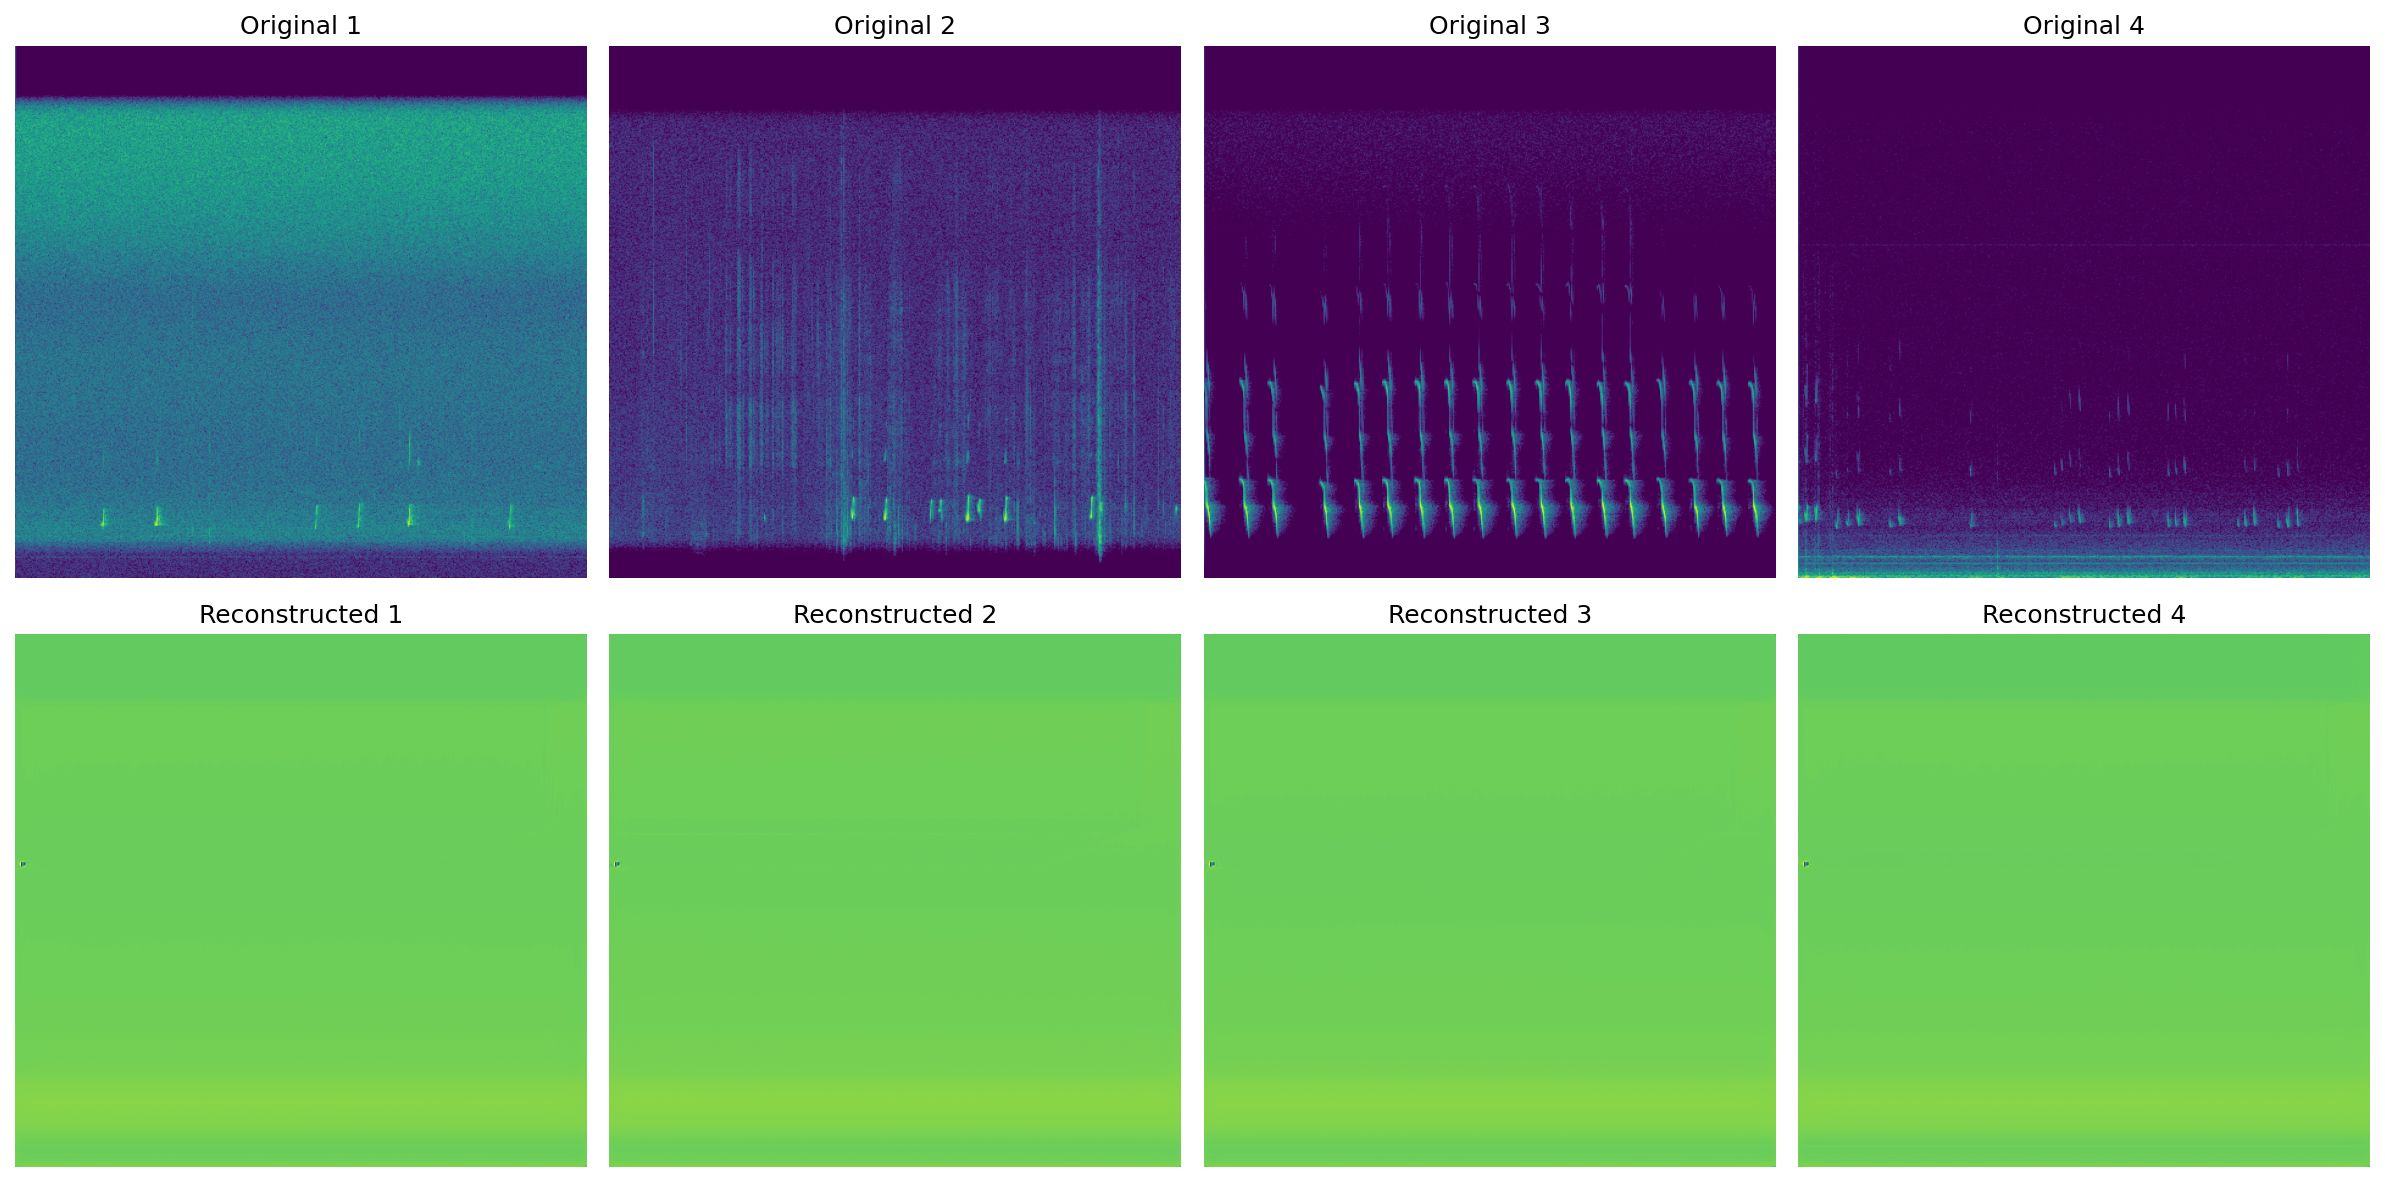 Original 1
Original 2
Original 3
Original 4
Reconstructed 1
Reconstructed 2
Reconstructed 3
Reconstructed 4